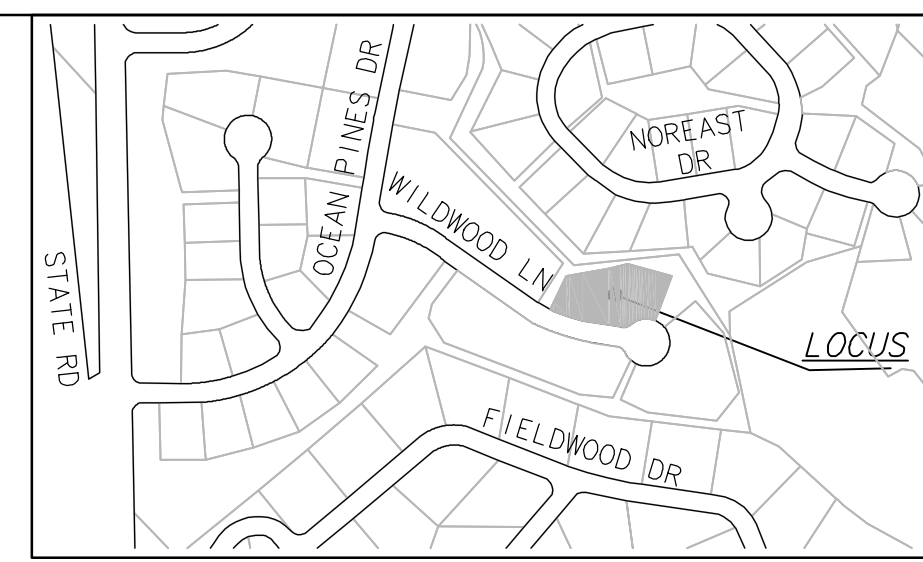 OCEAN PINES DR
NOREAST
DR
WILDWOOD LN
STATE RD
LOCUS
FIELDWOOD DR